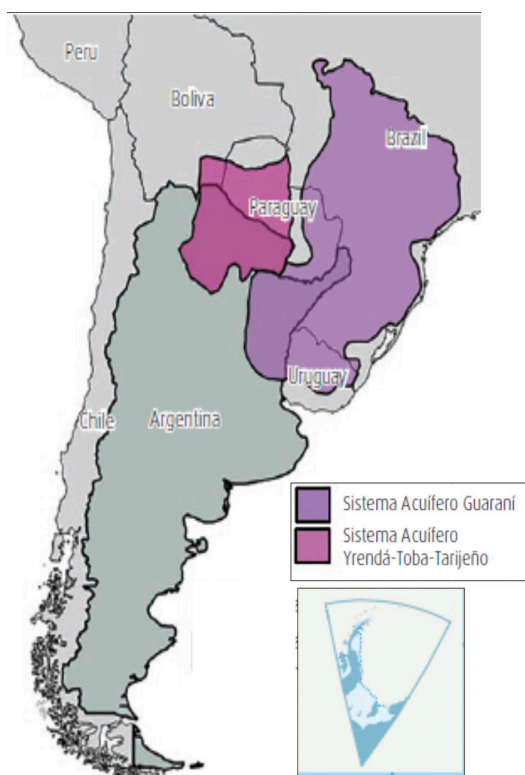 Peru
Boliva
Brazil
Paraguay
Uruguay
Chile
Argentina
Sistema Acuífero Guaraní
Sistema Acuífero
Yrendá-Toba-Tarijeño